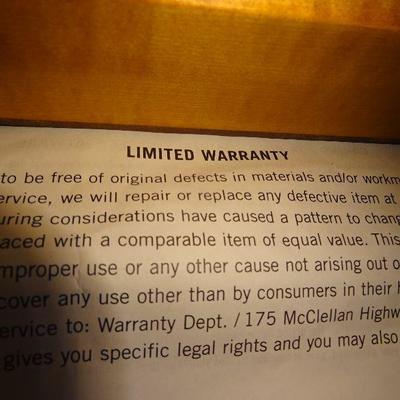 LIMITED WARRANTY
to be free of original defects in materials and/or workm
ervice, we will repair or replace any defective item at
uring considerations have caused a pattern to chang
aced with a comparable item of equal value. This
mproper use or any other cause not arising out o
cover any use other than by consumers in their h
ervice to: Warranty Dept. / 175 McClellan Highw
gives you specific legal rights and you may also